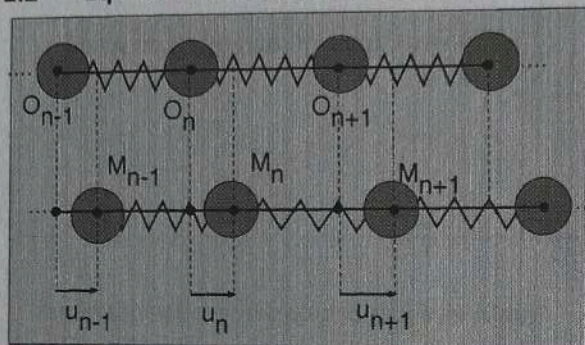 O_{n-1} O_n O_{n+1}
M_{n-1} M_n M_{n+1}
u_{n-1} u_n u_{n+1}